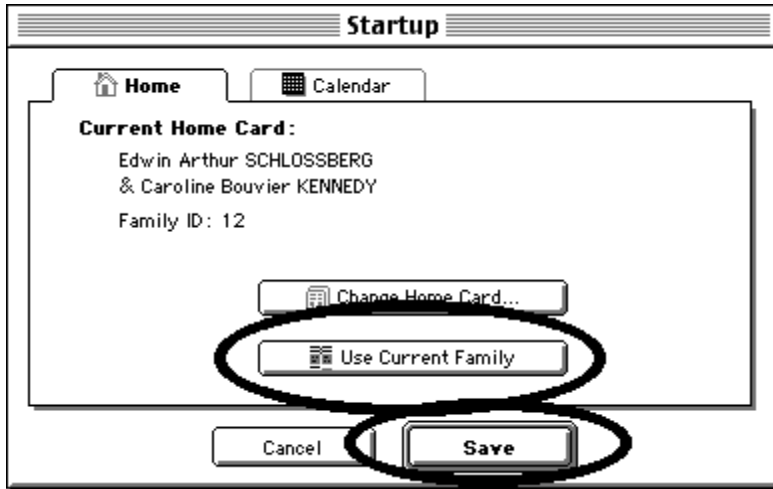 Startup
Home
Calendar
Current Home Card:
Edwin Arthur SCHLOSSBERG
& Caroline Bouvier KENNEDY
Family ID: 12
Change Home Card...
Use Current Family
Cancel
Save